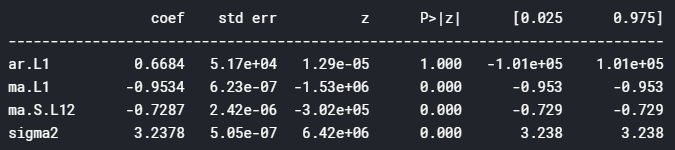 coef std err z P>|z| [0.025 0.975]
--------------------------------------------------------------------------------
ar.L1 0.6684 5.17e+04 1.29e-05 1.000 -1.01e+05 1.01e+05
ma.L1 -0.9534 6.23e-07 -1.53e+06 0.000 -0.953 -0.953
ma.S.L12 -0.7287 2.42e-06 -3.02e+05 0.000 -0.729 -0.729
sigma2 3.2378 5.05e-07 6.42e+06 0.000 3.238 3.238